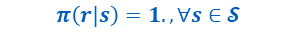 π(r|s) = 1., ∀s ∈ 𝒮